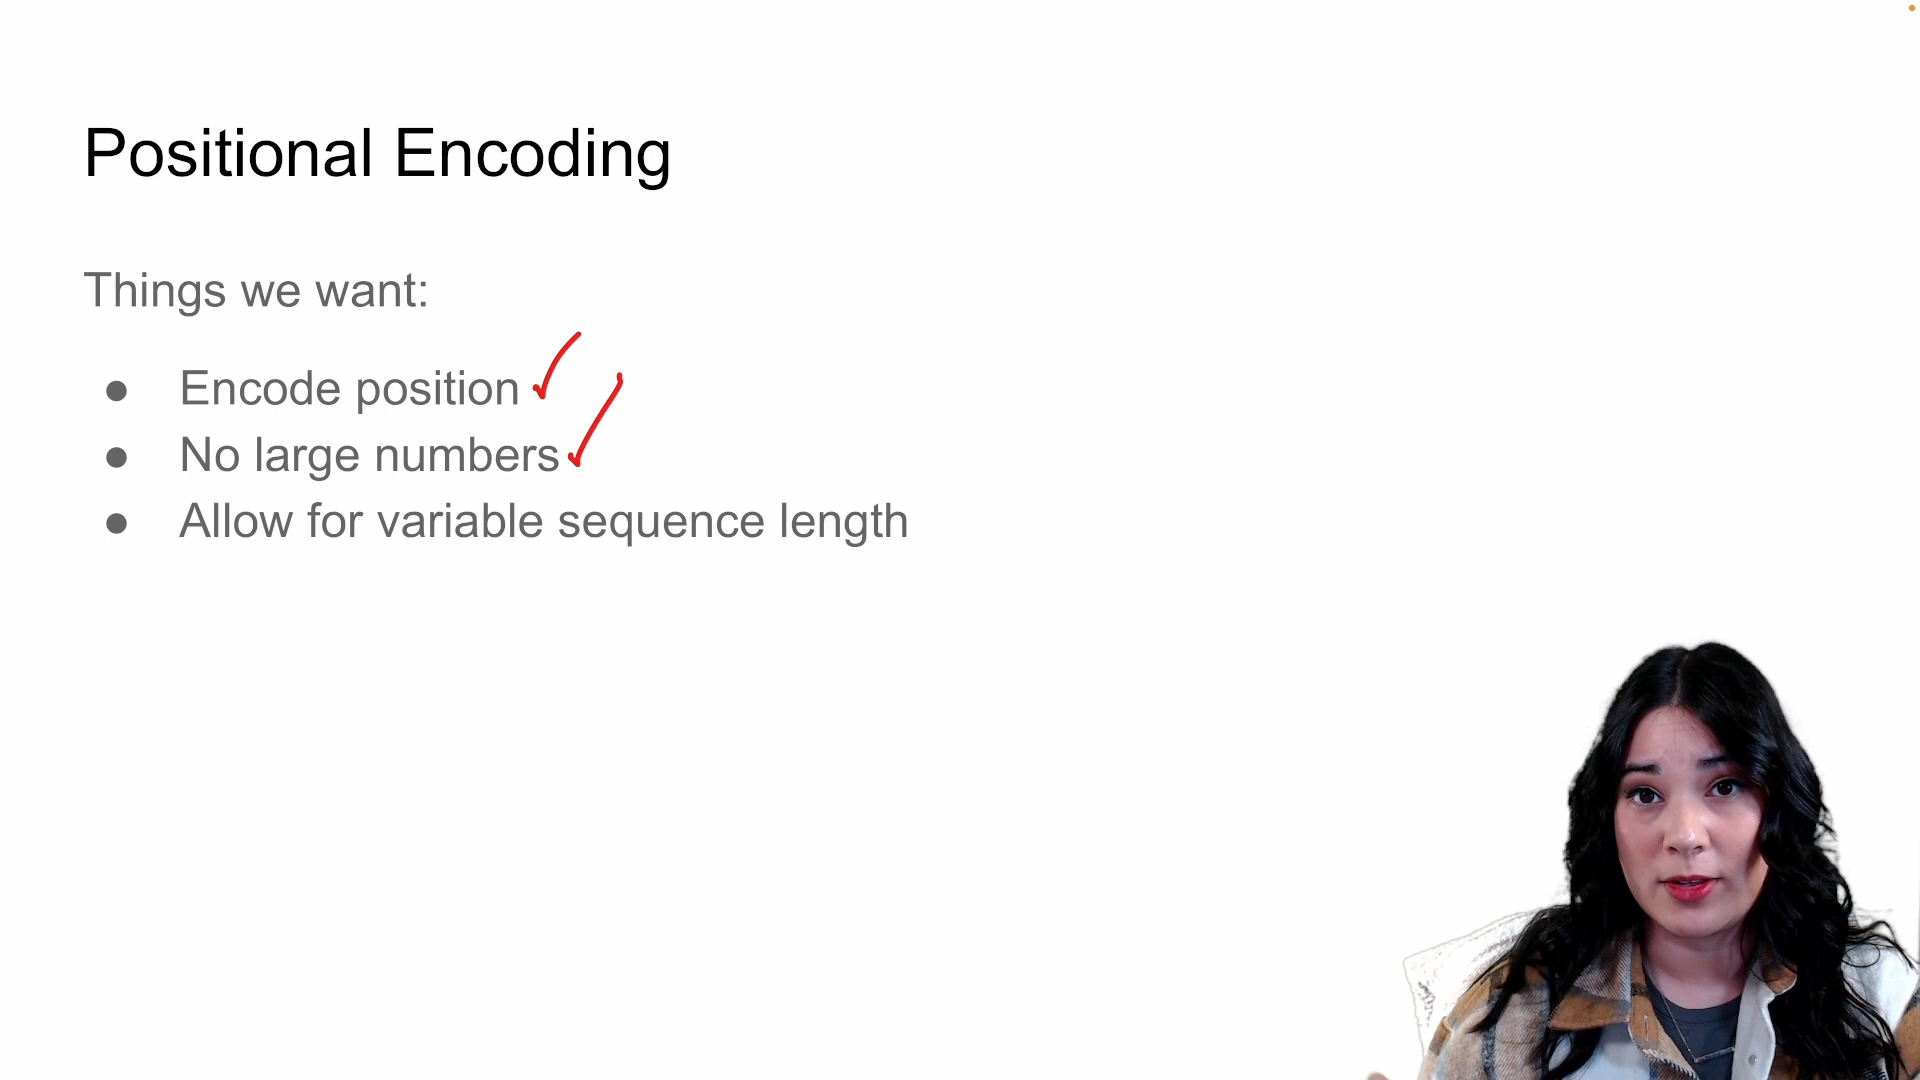 Positional Encoding
Things we want:
● Encode position
● No large numbers
● Allow for variable sequence length